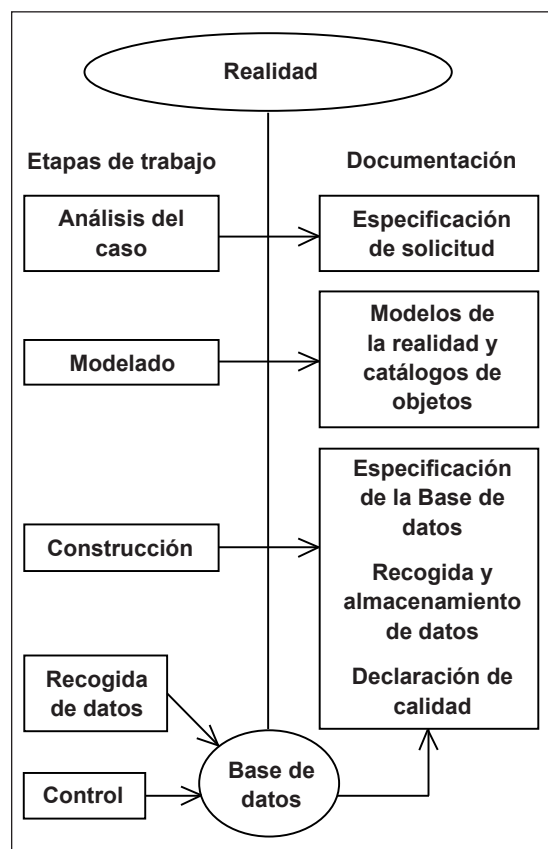 Realidad
Etapas de trabajo
Documentación
Análisis del
caso
Especificación
de solicitud
Modelado
Modelos de
la realidad y
catálogos de
objetos
Construcción
Especificación
de la Base de
datos
Recogida y
almacenamiento
de datos
Declaración de
calidad
Recogida
de datos
Control
Base de
datos